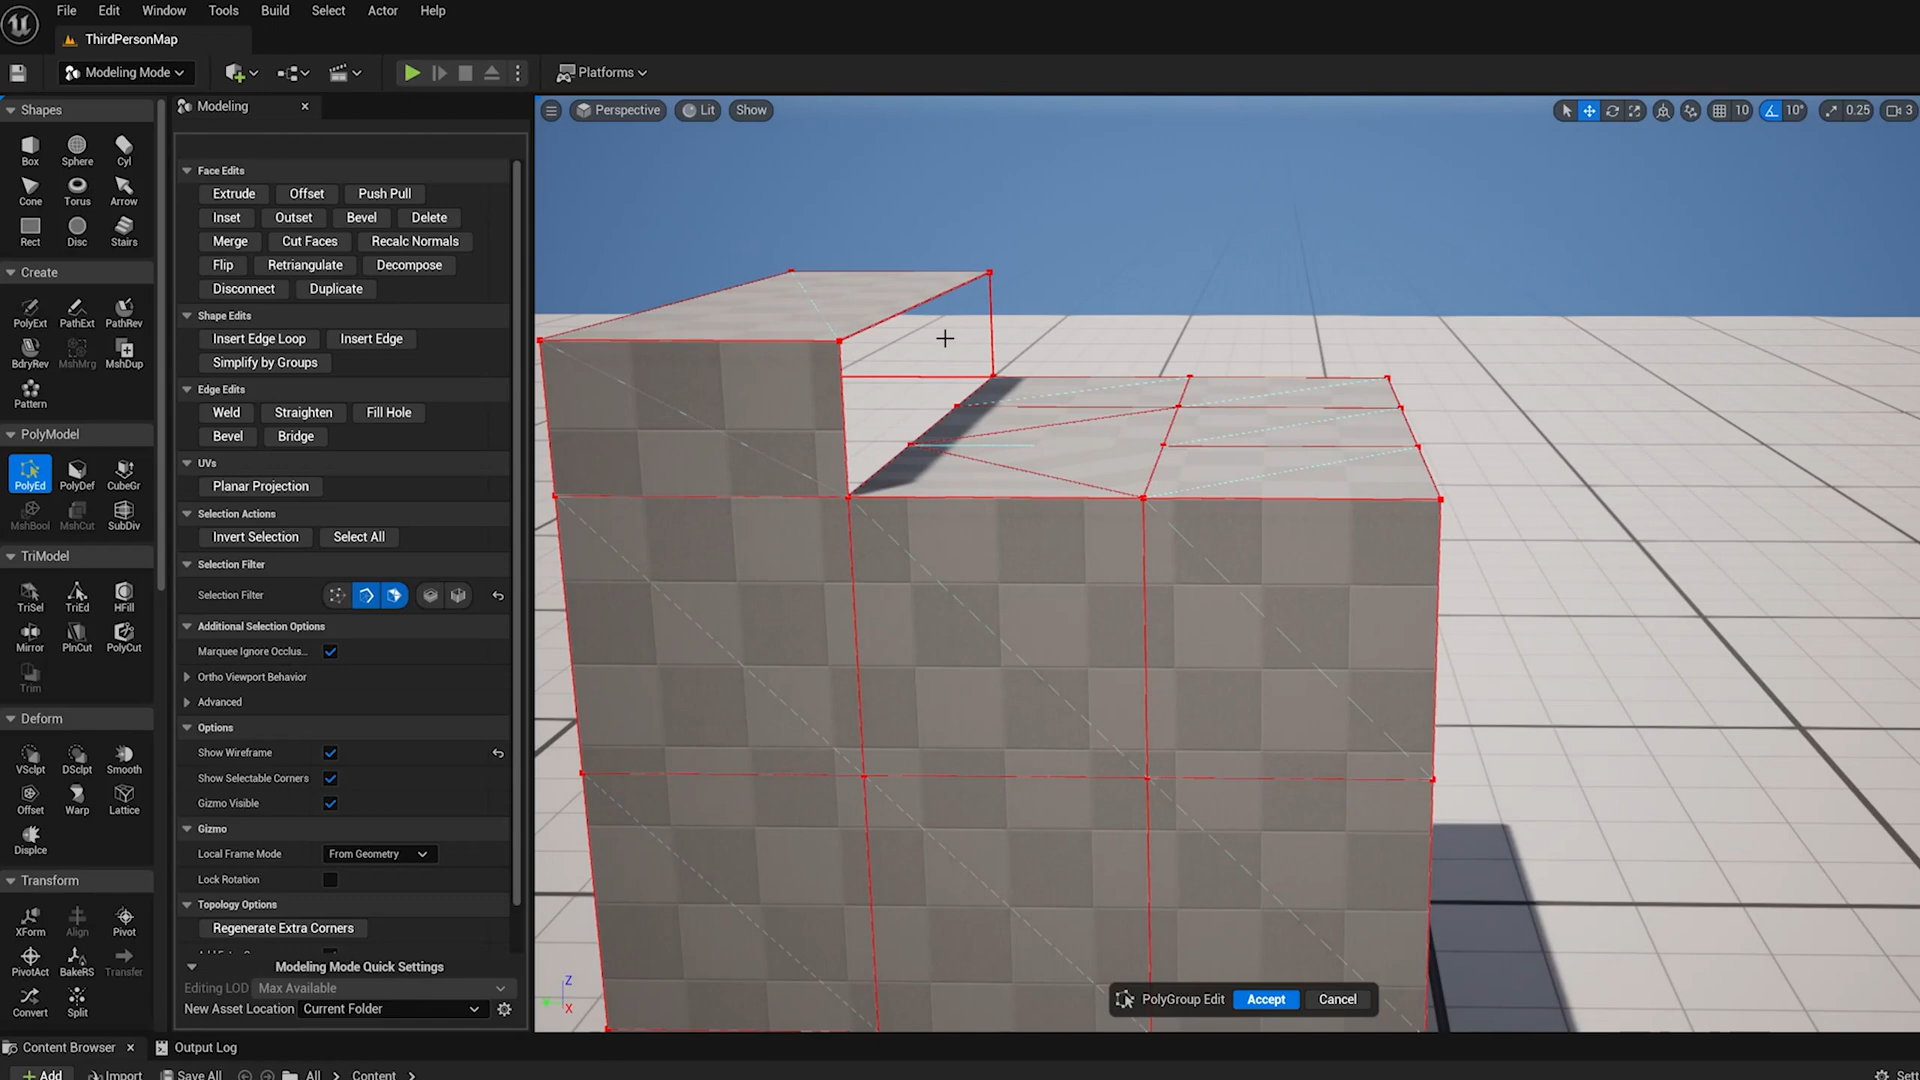 File Edit Window Tools Build Select Actor Help
ThirdPersonMap
Modeling Mode Platforms
Shapes
Box Sphere Cyl
Cone Torus Arrow
Rect Disc Stairs
Create
PolyExt PathExt PathRev
BdryRev MshMrg MshDup
Pattern
PolyModel
PolyEd PolyDef CubeGr
MshBool MshCut SubDiv
TriModel
TriSel TriEd HFill
Mirror PlnCut PolyCut
Trim
Deform
VSclpt DSclpt Smooth
Offset Warp Lattice
Displce
Transform
XForm Align Pivot
PivotAct BakeRS Transfer
Convert Split
Modeling
Face Edits
Extrude Offset Push Pull
Inset Outset Bevel Delete
Merge Cut Faces Recalc Normals
Flip Retriangulate Decompose
Disconnect Duplicate
Shape Edits
Insert Edge Loop Insert Edge
Simplify by Groups
Edge Edits
Weld Straighten Fill Hole
Bevel Bridge
UVs
Planar Projection
Selection Actions
Invert Selection Select All
Selection Filter
Selection Filter
Additional Selection Options
Marquee Ignore Occlus...
Ortho Viewport Behavior
Advanced
Options
Show Wireframe
Show Selectable Corners
Gizmo Visible
Gizmo
Local Frame Mode From Geometry
Lock Rotation
Topology Options
Regenerate Extra Corners
Modeling Mode Quick Settings
Editing LOD Max Available
New Asset Location Current Folder
Perspective Lit Show
10 10° 0.25 3
Z
X
PolyGroup Edit Accept Cancel
Content Browser Output Log
Add Import Save All All Content